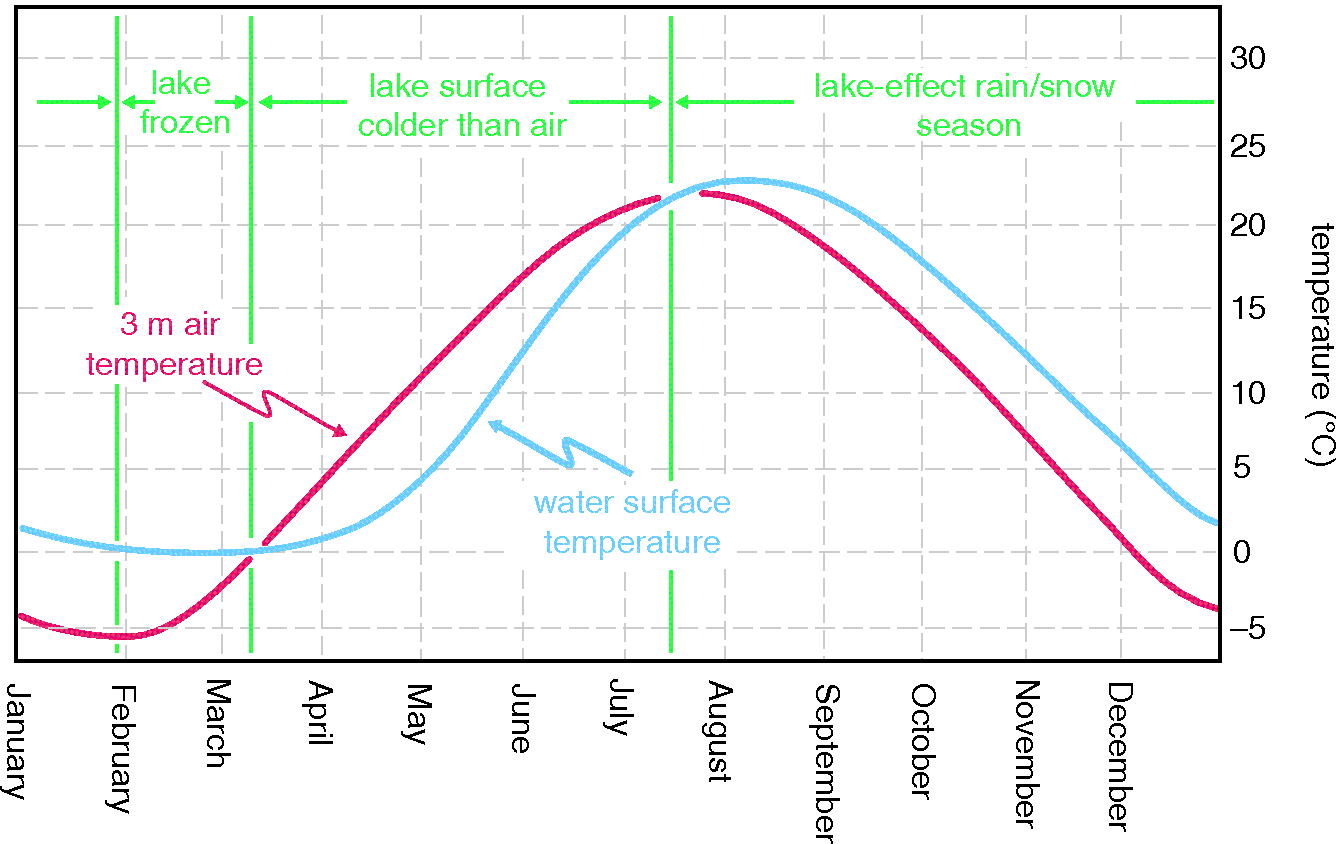 lake
frozen
lake surface
colder than air
lake-effect rain/snow
season
30
25
20
15
10
5
0
–5
temperature (°C)
3 m air
temperature
water surface
temperature
January
February
March
April
May
June
July
August
September
October
November
December